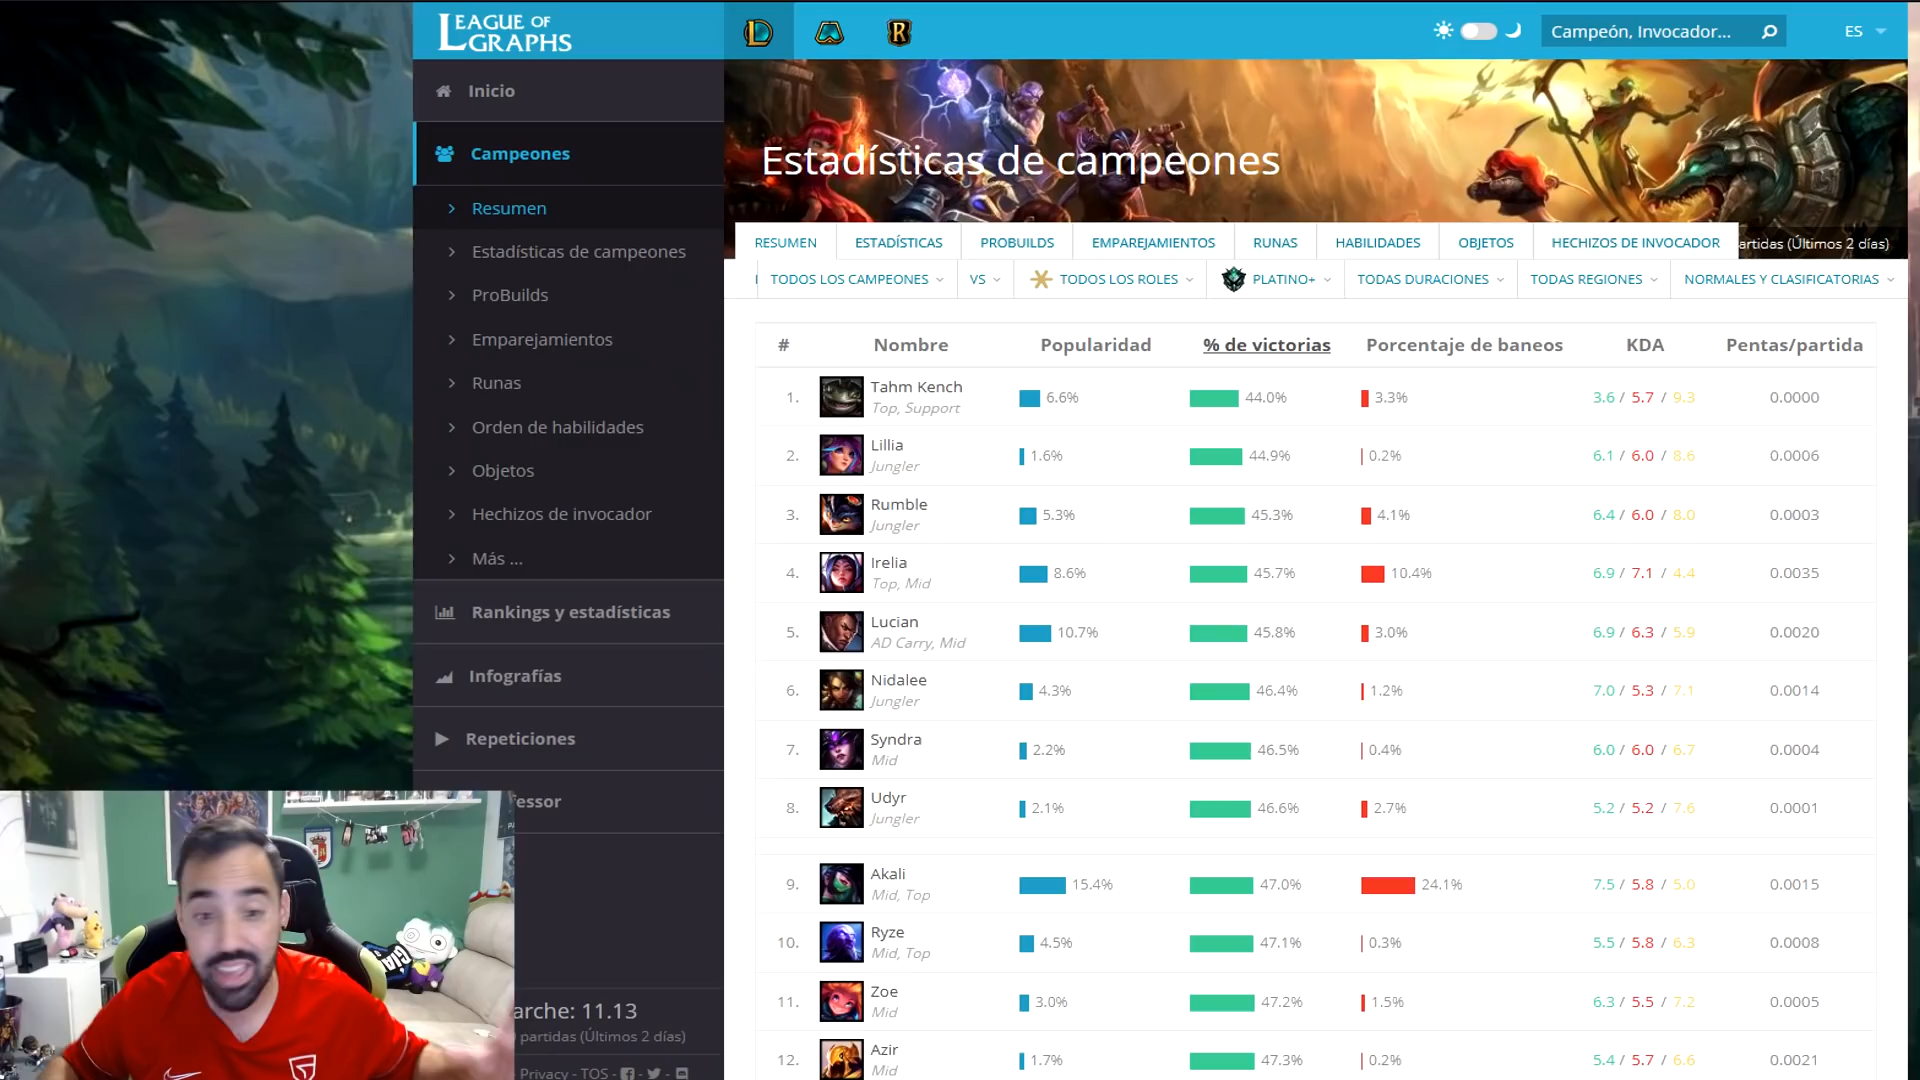 LEAGUE OF
GRAPHS
Campeón, Invocador...
ES
Inicio
Campeones
Resumen
Estadísticas de campeones
ProBuilds
Emparejamientos
Runas
Orden de habilidades
Objetos
Hechizos de invocador
Más ...
Rankings y estadísticas
Infografías
Repeticiones
fessor
arche: 11.13
partidas (Últimos 2 días)
Privacy - TOS -
Estadísticas de campeones
artidas (Últimos 2 días)
RESUMEN ESTADÍSTICAS PROBUILDS EMPAREJAMIENTOS RUNAS HABILIDADES OBJETOS HECHIZOS DE INVOCADOR
TODOS LOS CAMPEONES VS TODOS LOS ROLES PLATINO+ TODAS DURACIONES TODAS REGIONES NORMALES Y CLASIFICATORIAS
# Nombre Popularidad % de victorias Porcentaje de baneos KDA Pentas/partida
1. Tahm Kench 6.6% 44.0% 3.3% 3.6 / 5.7 / 9.3 0.0000
Top, Support
2. Lillia 1.6% 44.9% 0.2% 6.1 / 6.0 / 8.6 0.0006
Jungler
3. Rumble 5.3% 45.3% 4.1% 6.4 / 6.0 / 8.0 0.0003
Jungler
4. Irelia 8.6% 45.7% 10.4% 6.9 / 7.1 / 4.4 0.0035
Top, Mid
5. Lucian 10.7% 45.8% 3.0% 6.9 / 6.3 / 5.9 0.0020
AD Carry, Mid
6. Nidalee 4.3% 46.4% 1.2% 7.0 / 5.3 / 7.1 0.0014
Jungler
7. Syndra 2.2% 46.5% 0.4% 6.0 / 6.0 / 6.7 0.0004
Mid
8. Udyr 2.1% 46.6% 2.7% 5.2 / 5.2 / 7.6 0.0001
Jungler
9. Akali 15.4% 47.0% 24.1% 7.5 / 5.8 / 5.0 0.0015
Mid, Top
10. Ryze 4.5% 47.1% 0.3% 5.5 / 5.8 / 6.3 0.0008
Mid, Top
11. Zoe 3.0% 47.2% 1.5% 6.3 / 5.5 / 7.2 0.0005
Mid
12. Azir 1.7% 47.3% 0.2% 5.4 / 5.7 / 6.6 0.0021
Mid